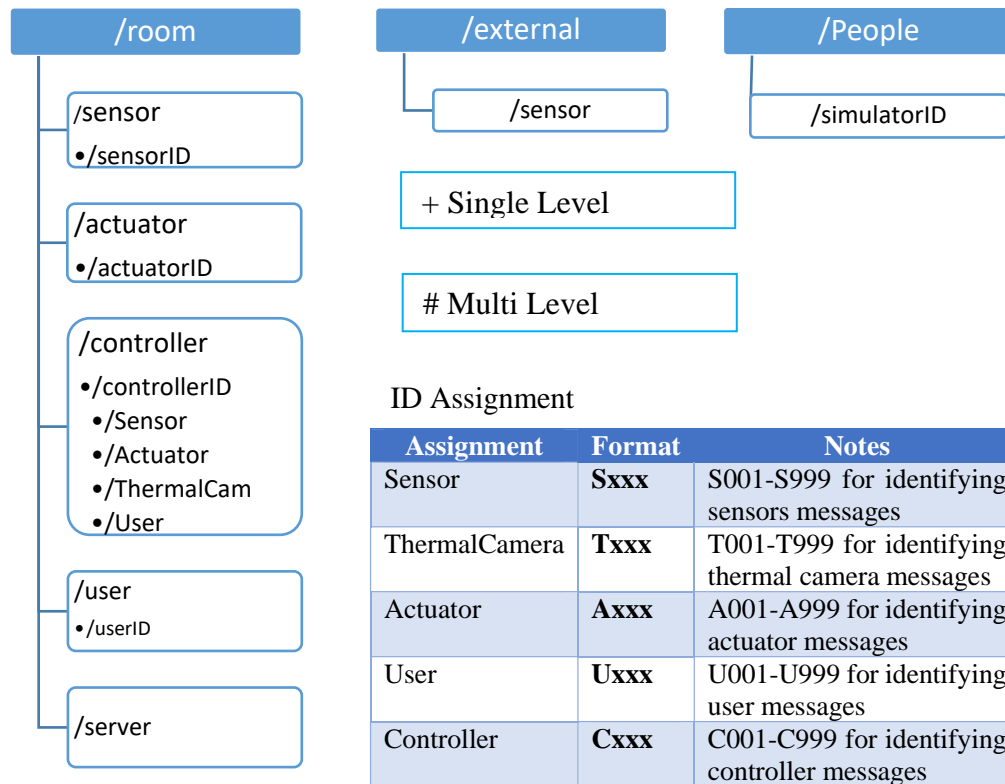 /room
/sensor
•/sensorID
/actuator
•/actuatorID
/controller
•/controllerID
•/Sensor
•/Actuator
•/ThermalCam
•/User
/user
•/userID
/server
/external
/sensor
/People
/simulatorID
+ Single Level
# Multi Level
ID Assignment
Assignment Format Notes
Sensor Sxxx S001-S999 for identifying
sensors messages
ThermalCamera Txxx T001-T999 for identifying
thermal camera messages
Actuator Axxx A001-A999 for identifying
actuator messages
User Uxxx U001-U999 for identifying
user messages
Controller Cxxx C001-C999 for identifying
controller messages